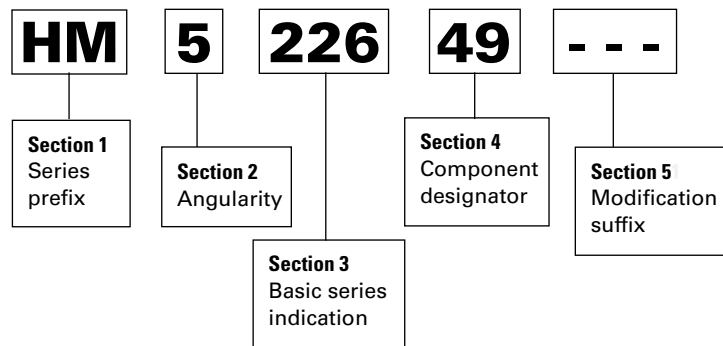 HM 5 226 49 - - -
Section 1
Series
prefix
Section 2
Angularity
Section 3
Basic series
indication
Section 4
Component
designator
Section 5
Modification
suffix